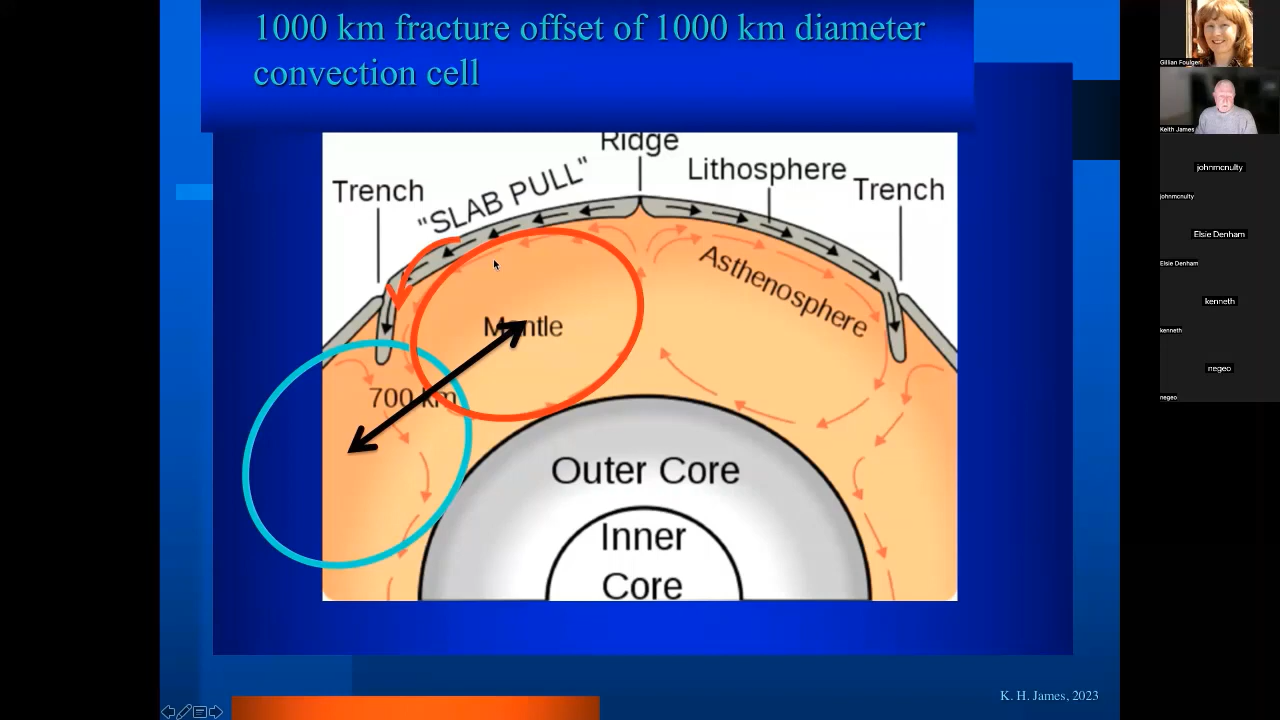 1000 km fracture offset of 1000 km diameter
convection cell
Ridge
Trench
"SLAB PULL"
Lithosphere
Trench
Asthenosphere
Mantle
700 km
Outer Core
Inner
Core
K. H. James, 2023
Gillian Foulger
Keith James
johnmcnulty
johnmcnulty
Elsie Denham
Elsie Denham
kenneth
kenneth
negeo
negeo